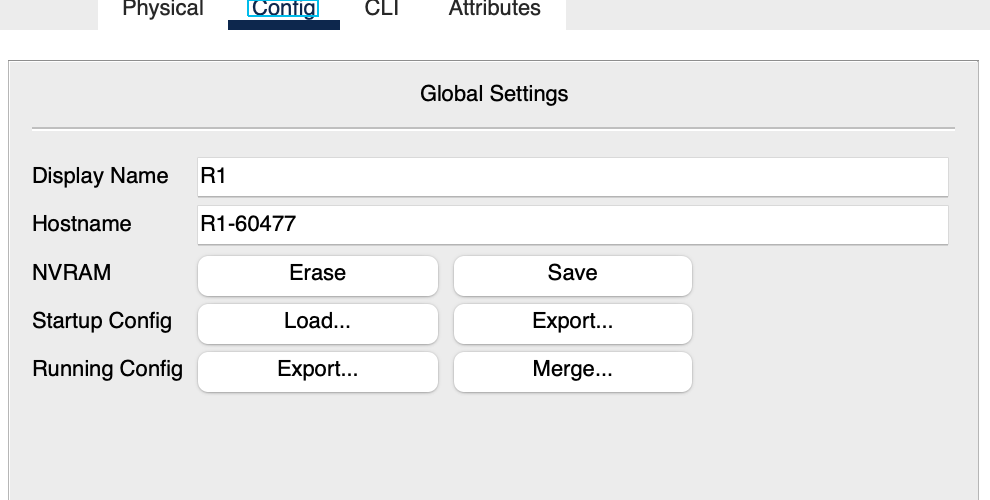 Physical Config CLI Attributes
Global Settings
Display Name R1
Hostname R1-60477
NVRAM Erase Save
Startup Config Load... Export...
Running Config Export... Merge...